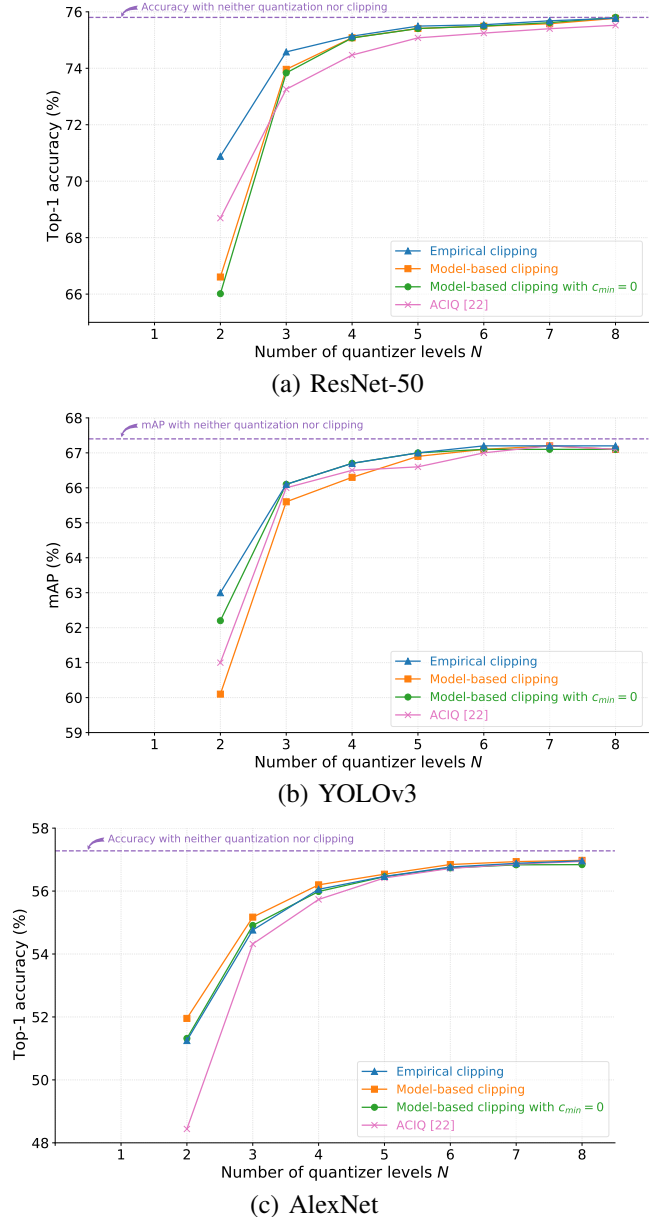 Accuracy with neither quantization nor clipping
76
74
72
70
68
66
Top-1 accuracy (%)
Empirical clipping
Model-based clipping
Model-based clipping with c_min = 0
ACIQ [22]
1 2 3 4 5 6 7 8
Number of quantizer levels N
(a) ResNet-50
mAP with neither quantization nor clipping
68
67
66
65
64
63
62
61
60
59
mAP (%)
Empirical clipping
Model-based clipping
Model-based clipping with c_min = 0
ACIQ [22]
1 2 3 4 5 6 7 8
Number of quantizer levels N
(b) YOLOv3
Accuracy with neither quantization nor clipping
58
56
54
52
50
48
Top-1 accuracy (%)
Empirical clipping
Model-based clipping
Model-based clipping with c_min = 0
ACIQ [22]
1 2 3 4 5 6 7 8
Number of quantizer levels N
(c) AlexNet